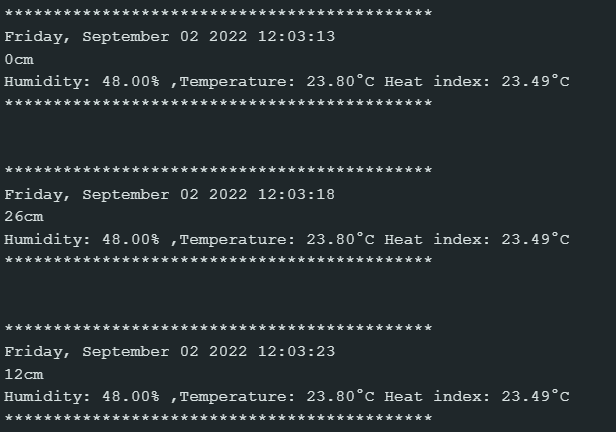 ********************************************
Friday, September 02 2022 12:03:13
0cm
Humidity: 48.00% ,Temperature: 23.80°C Heat index: 23.49°C
********************************************
********************************************
Friday, September 02 2022 12:03:18
26cm
Humidity: 48.00% ,Temperature: 23.80°C Heat index: 23.49°C
********************************************
********************************************
Friday, September 02 2022 12:03:23
12cm
Humidity: 48.00% ,Temperature: 23.80°C Heat index: 23.49°C
********************************************